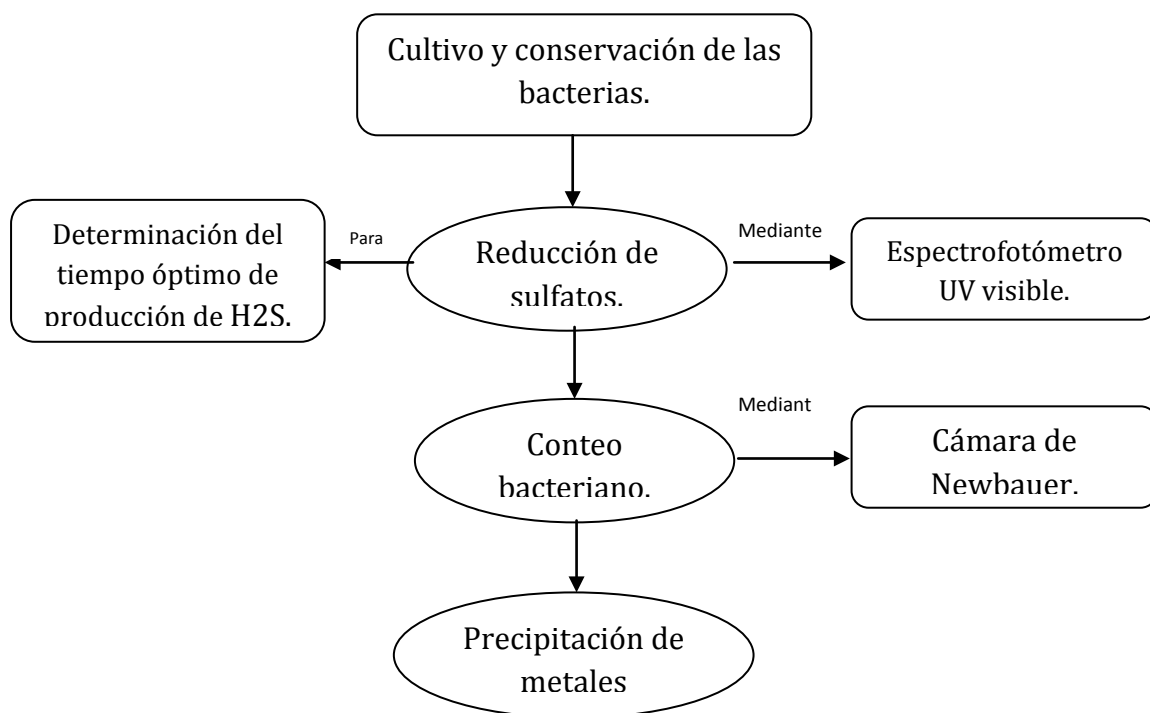 Cultivo y conservación de las
bacterias.
Determinación del
tiempo óptimo de
producción de H2S.
Para
Reducción de
sulfatos.
Mediante
Espectrofotómetro
UV visible.
Conteo
bacteriano.
Mediant
Cámara de
Newbauer.
Precipitación de
metales